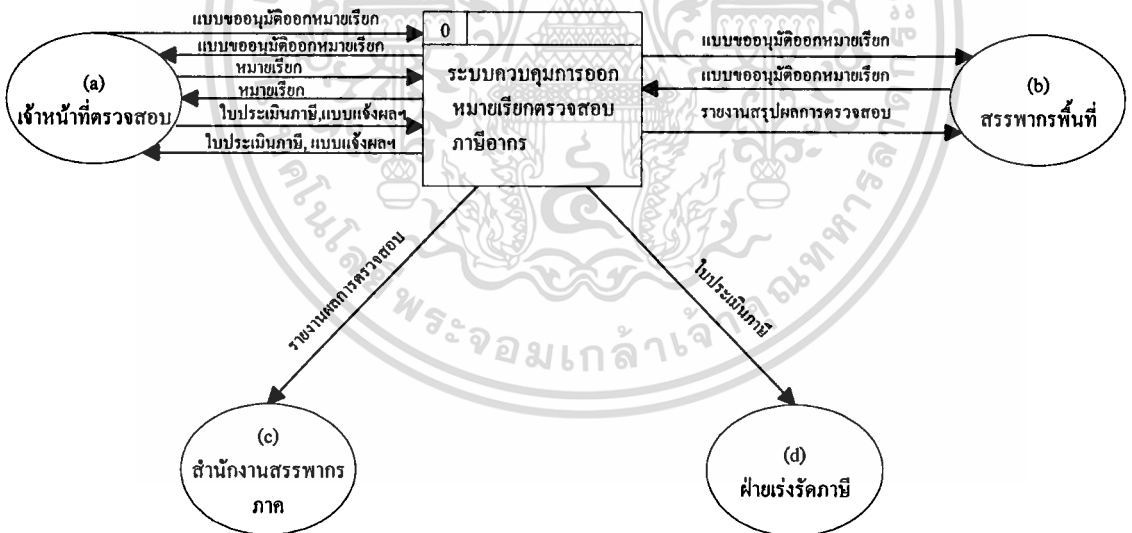 แบบขออนุมัติออกหมายเรียก
แบบขออนุมัติออกหมายเรียก
หมายเรียก
หมายเรียก
ใบประเมินภาษี,แบบแจ้งผลฯ
ใบประเมินภาษี, แบบแจ้งผลฯ
(a)
เจ้าหน้าที่ตรวจสอบ
0
ระบบควบคุมการออก
หมายเรียกตรวจสอบ
ภาษีอากร
แบบขออนุมัติออกหมายเรียก
แบบขออนุมัติออกหมายเรียก
รายงานสรุปผลการตรวจสอบ
(b)
สรรพากรพื้นที่
รายงานผลการตรวจสอบ
ใบประเมินภาษี
พระจอมเกล้าเจ้า
(c)
สำนักงานสรรพากร
ภาค
(d)
ฝ่ายเร่งรัดภาษี